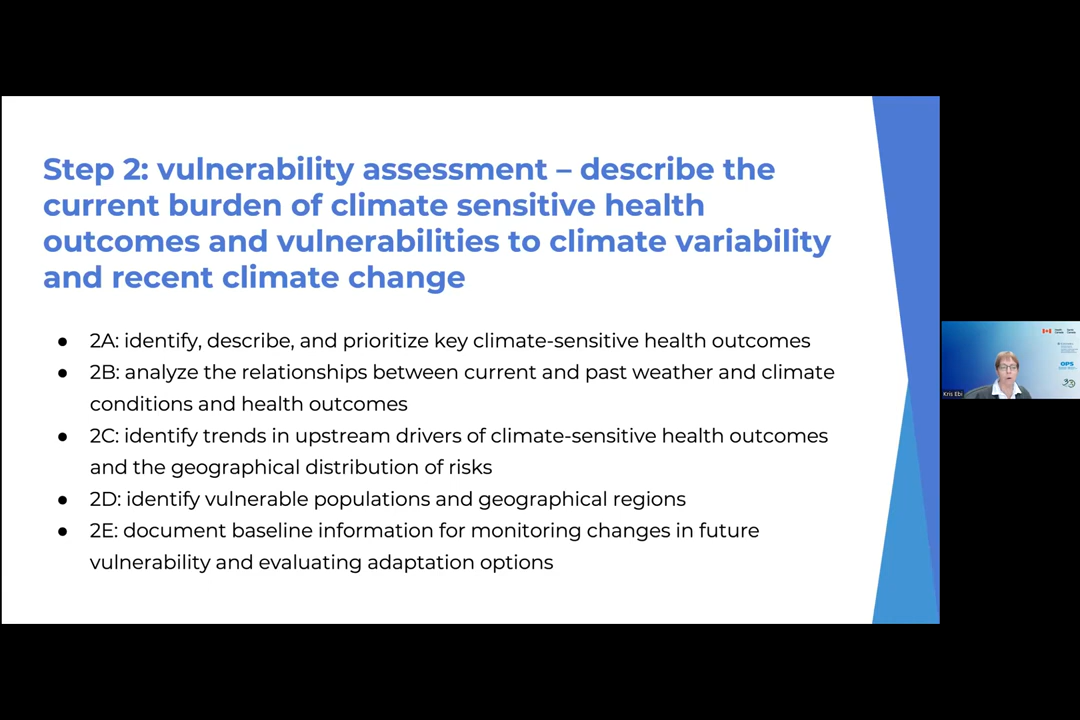 Step 2: vulnerability assessment – describe the
current burden of climate sensitive health
outcomes and vulnerabilities to climate variability
and recent climate change
● 2A: identify, describe, and prioritize key climate-sensitive health outcomes
● 2B: analyze the relationships between current and past weather and climate
conditions and health outcomes
● 2C: identify trends in upstream drivers of climate-sensitive health outcomes
and the geographical distribution of risks
● 2D: identify vulnerable populations and geographical regions
● 2E: document baseline information for monitoring changes in future
vulnerability and evaluating adaptation options
OPS
Kris Ebi